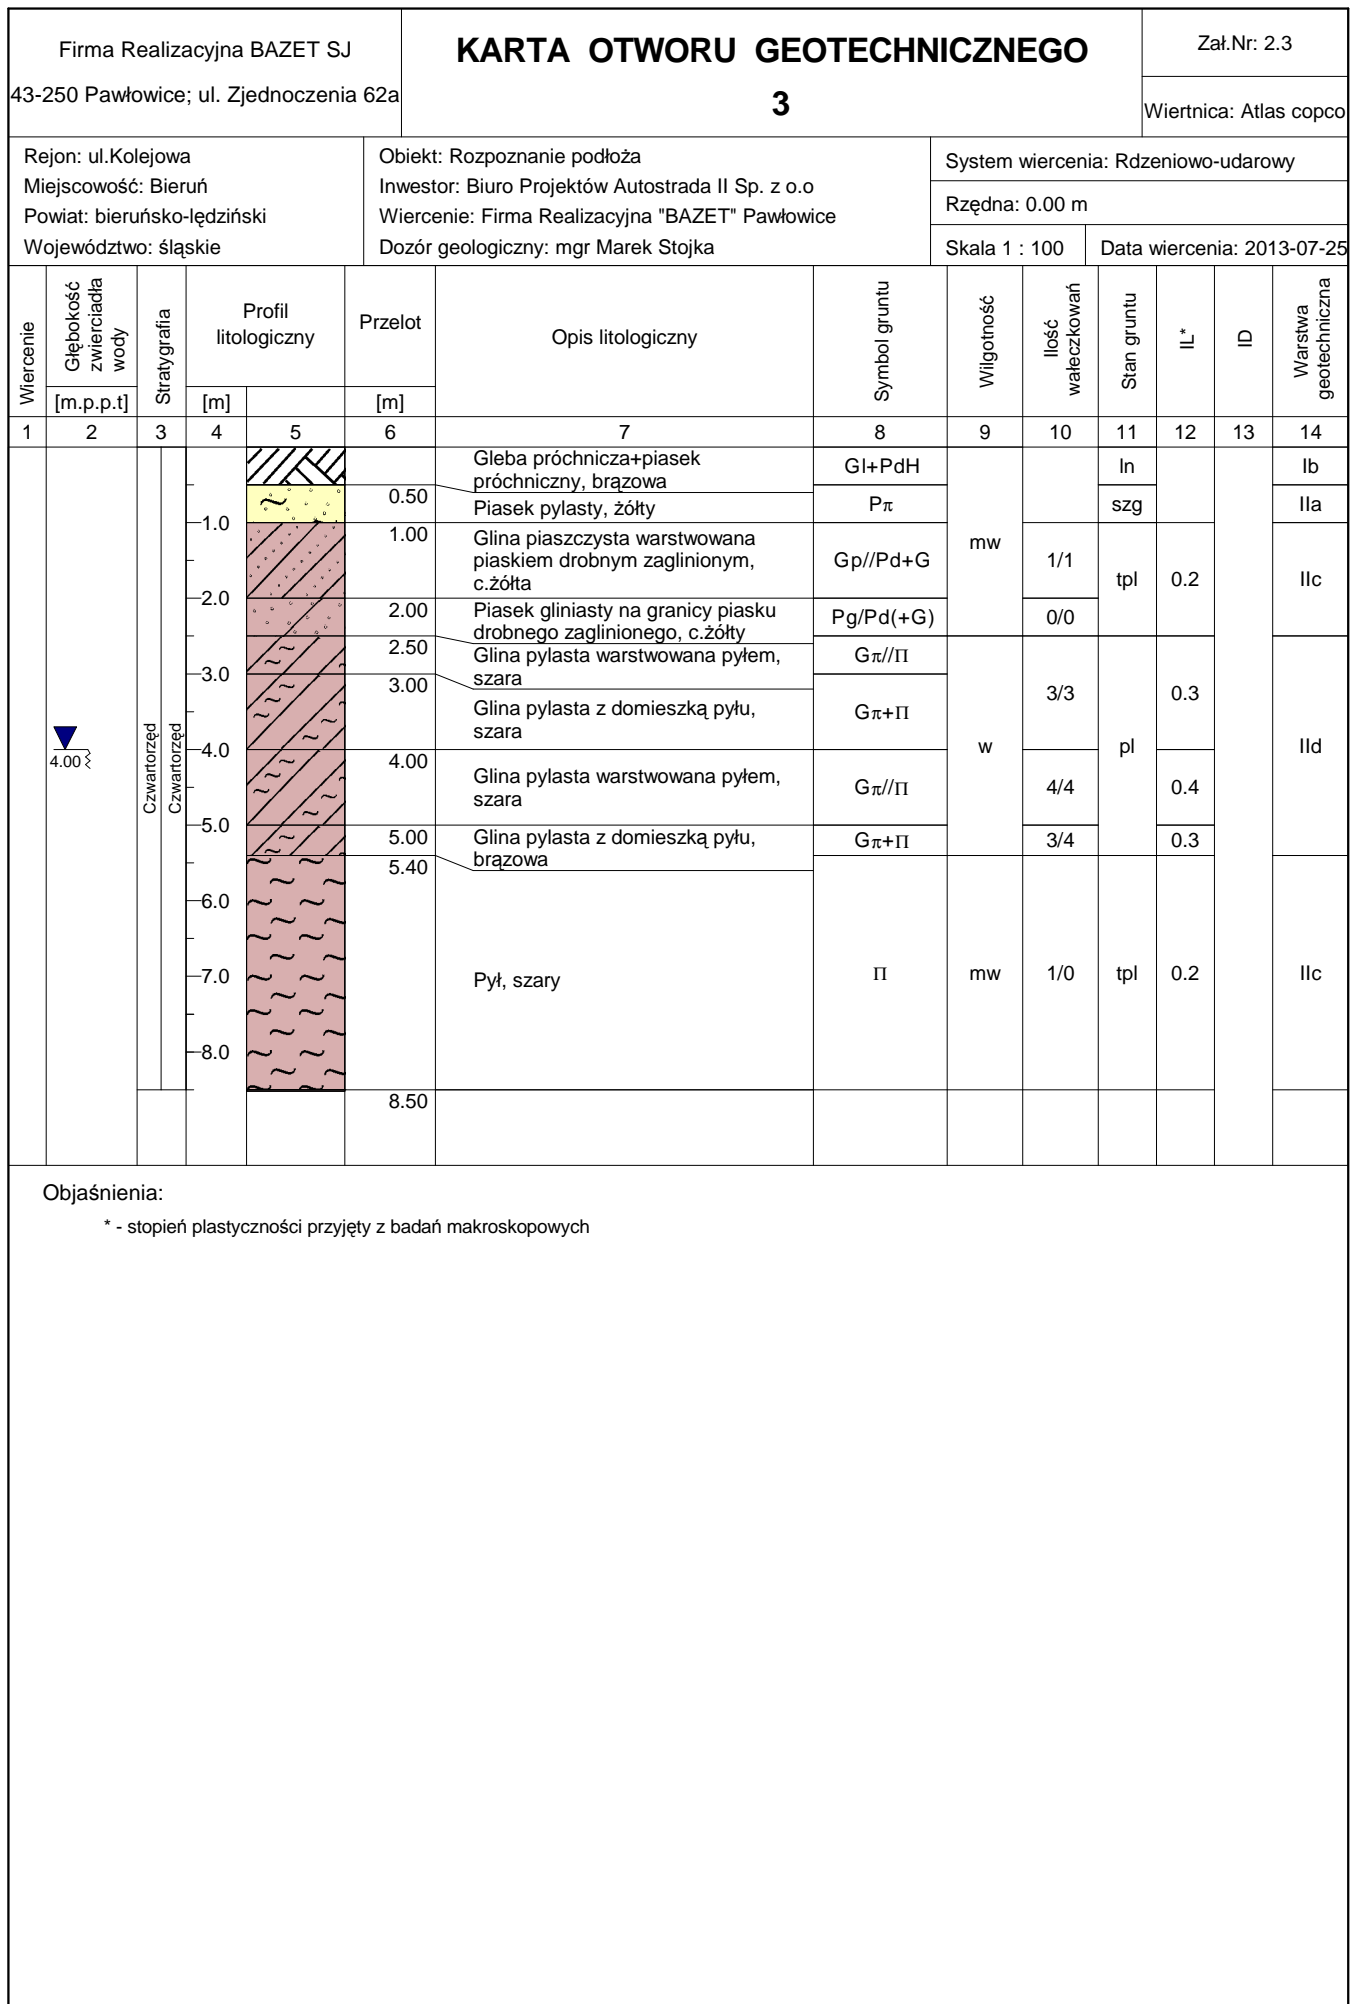 Firma Realizacyjna BAZET SJ
43-250 Pawłowice; ul. Zjednoczenia 62a
KARTA OTWORU GEOTECHNICZNEGO
3
Zał.Nr: 2.3
Wiertnica: Atlas copco
Rejon: ul.Kolejowa
Miejscowość: Bieruń
Powiat: bieruńsko-lędziński
Województwo: śląskie
Obiekt: Rozpoznanie podłoża
Inwestor: Biuro Projektów Autostrada II Sp. z o.o
Wiercenie: Firma Realizacyjna "BAZET" Pawłowice
Dozór geologiczny: mgr Marek Stojka
System wiercenia: Rdzeniowo-udarowy
Rzędna: 0.00 m
Skala 1 : 100
Data wiercenia: 2013-07-25
Wiercenie
Głębokość
zwierciadła
wody
[m.p.p.t]
Stratygrafia
Profil
litologiczny
[m]
Przelot
[m]
Opis litologiczny
Symbol gruntu
Wilgotność
Ilość
wałeczkowań
Stan gruntu
IL*
ID
Warstwa
geotechniczna
1 2 3 4 5 6 7 8 9 10 11 12 13 14
4.00
Czwartorzęd
Czwartorzęd
1.0
2.0
3.0
4.0
5.0
6.0
7.0
8.0
0.50
1.00
2.00
2.50
3.00
4.00
5.00
5.40
8.50
Gleba próchnicza+piasek
próchniczny, brązowa
Piasek pylasty, żółty
Glina piaszczysta warstwowana
piaskiem drobnym zaglinionym,
c.żółta
Piasek gliniasty na granicy piasku
drobnego zaglinionego, c.żółty
Glina pylasta warstwowana pyłem,
szara
Glina pylasta z domieszką pyłu,
szara
Glina pylasta warstwowana pyłem,
szara
Glina pylasta z domieszką pyłu,
brązowa
Pył, szary
Gl+PdH
Pπ
Gp//Pd+G
Pg/Pd(+G)
Gπ//Π
Gπ+Π
Gπ//Π
Gπ+Π
Π
mw
w
mw
1/1
0/0
3/3
4/4
3/4
1/0
ln
szg
tpl
pl
tpl
0.2
0.3
0.4
0.3
0.2
Ib
IIa
IIc
IId
IIc
Objaśnienia:
* - stopień plastyczności przyjęty z badań makroskopowych